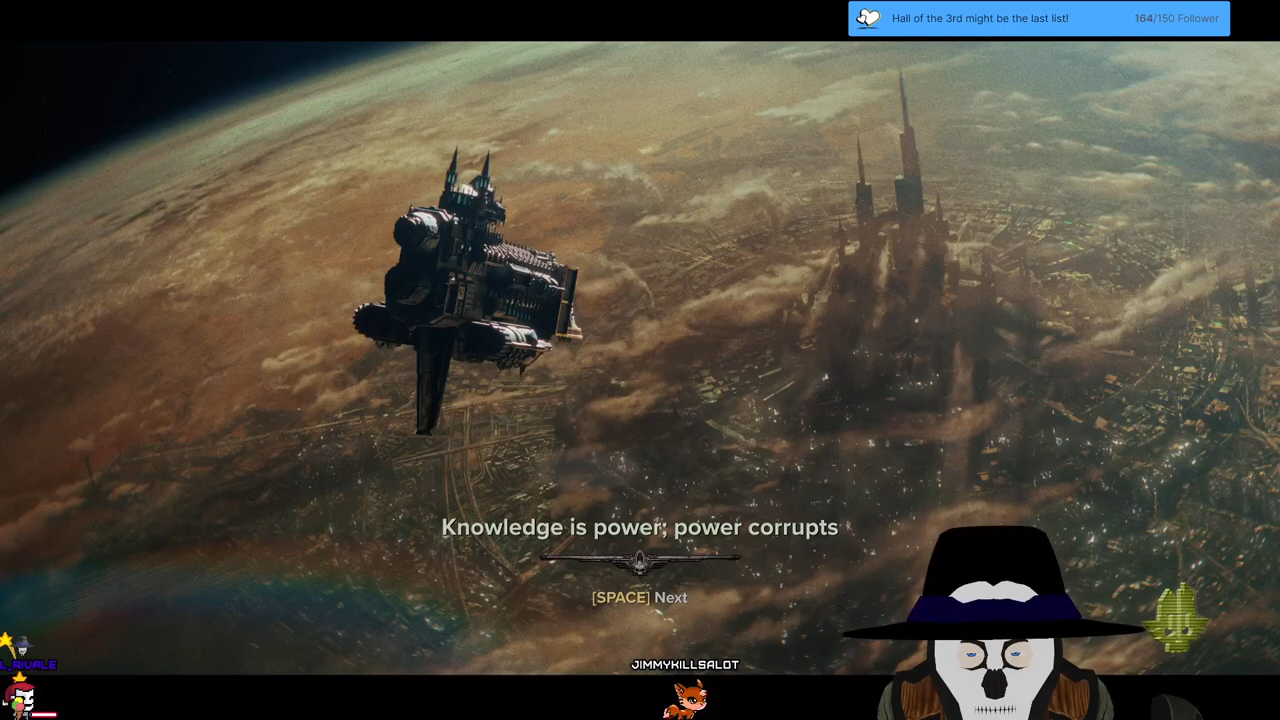 Hall of the 3rd might be the last list! 164/150 Follower
Knowledge is power; power corrupts
[SPACE] Next
JIMMYKILLSALOT